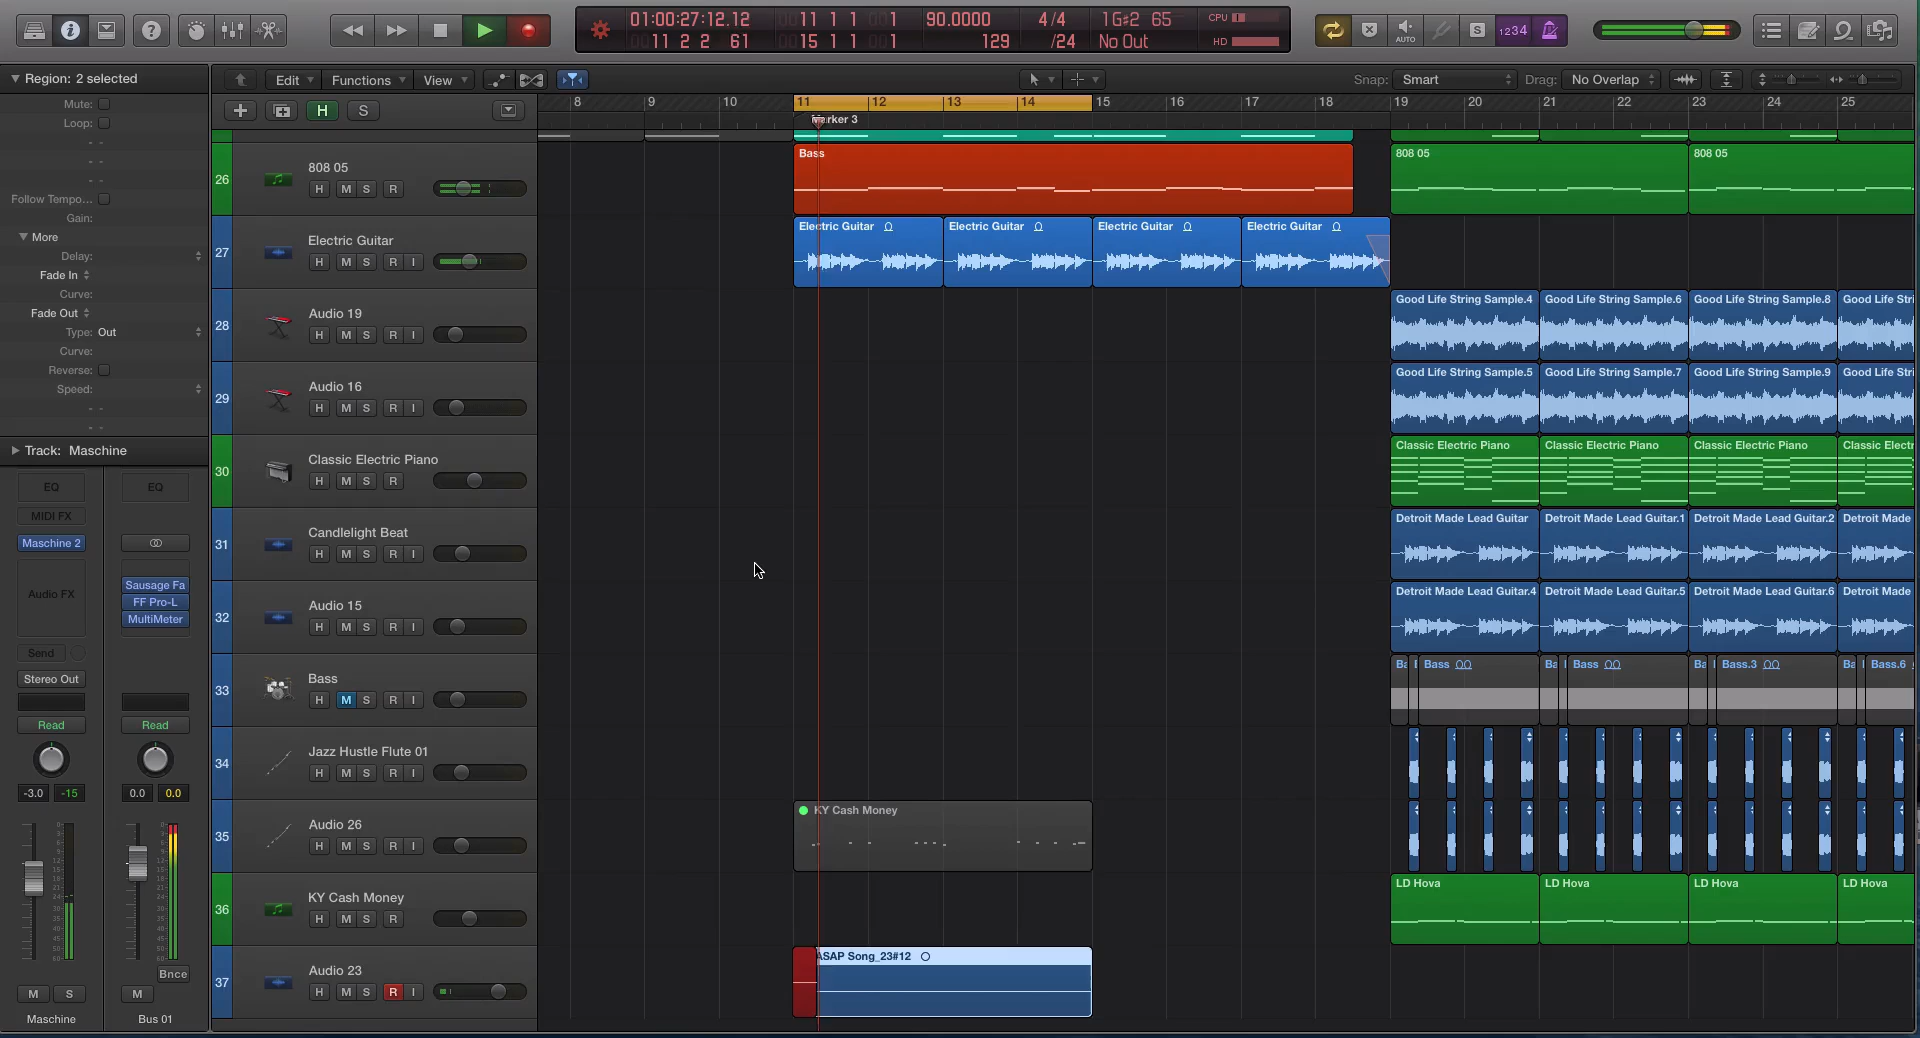 01:00:27:12.12
0011 1 1 001
90.0000
4/4
1G♯2 65
CPU
AUTO
S
1234
0011 2 2 61
0015 1 1 001
129
/24
No Out
HD
Region: 2 selected
Edit
Functions
View
Snap: Smart
Drag: No Overlap
Mute:
Loop:
Follow Tempo...
Gain:
More
Delay:
Fade In
Curve:
Fade Out
Type: Out
Curve:
Reverse:
Speed:
H
S
8 9 10 11 12 13 14 15 16 17 18 19 20 21 22 23 24 25
Marker 3
26
808 05
H M S R
Bass
808 05
808 05
27
Electric Guitar
H M S R I
Electric Guitar
Electric Guitar
Electric Guitar
Electric Guitar
28
Audio 19
H M S R I
Good Life String Sample.4
Good Life String Sample.6
Good Life String Sample.8
Good Life Stri
29
Audio 16
H M S R I
Good Life String Sample.5
Good Life String Sample.7
Good Life String Sample.9
Good Life Stri
30
Classic Electric Piano
H M S R
Classic Electric Piano
Classic Electric Piano
Classic Electric Piano
Classic Electr
31
Candlelight Beat
H M S R I
Detroit Made Lead Guitar
Detroit Made Lead Guitar.1
Detroit Made Lead Guitar.2
Detroit Made
32
Audio 15
H M S R I
Detroit Made Lead Guitar.4
Detroit Made Lead Guitar.5
Detroit Made Lead Guitar.6
Detroit Made
33
Bass
H M S R I
Ba
Bass
Ba
Bass
Ba
Bass.3
Ba
Bass.6
34
Jazz Hustle Flute 01
H M S R I
35
Audio 26
H M S R I
KY Cash Money
36
KY Cash Money
H M S R
LD Hova
LD Hova
LD Hova
LD Hova
37
Audio 23
H M S R I
ASAP Song_23#12
Track: Maschine
EQ
EQ
MIDI FX
Maschine 2
Audio FX
Sausage Fa
FF Pro-L
MultiMeter
Send
Stereo Out
Read
Read
-3.0
-15
0.0
0.0
Bnce
M
S
M
Maschine
Bus 01